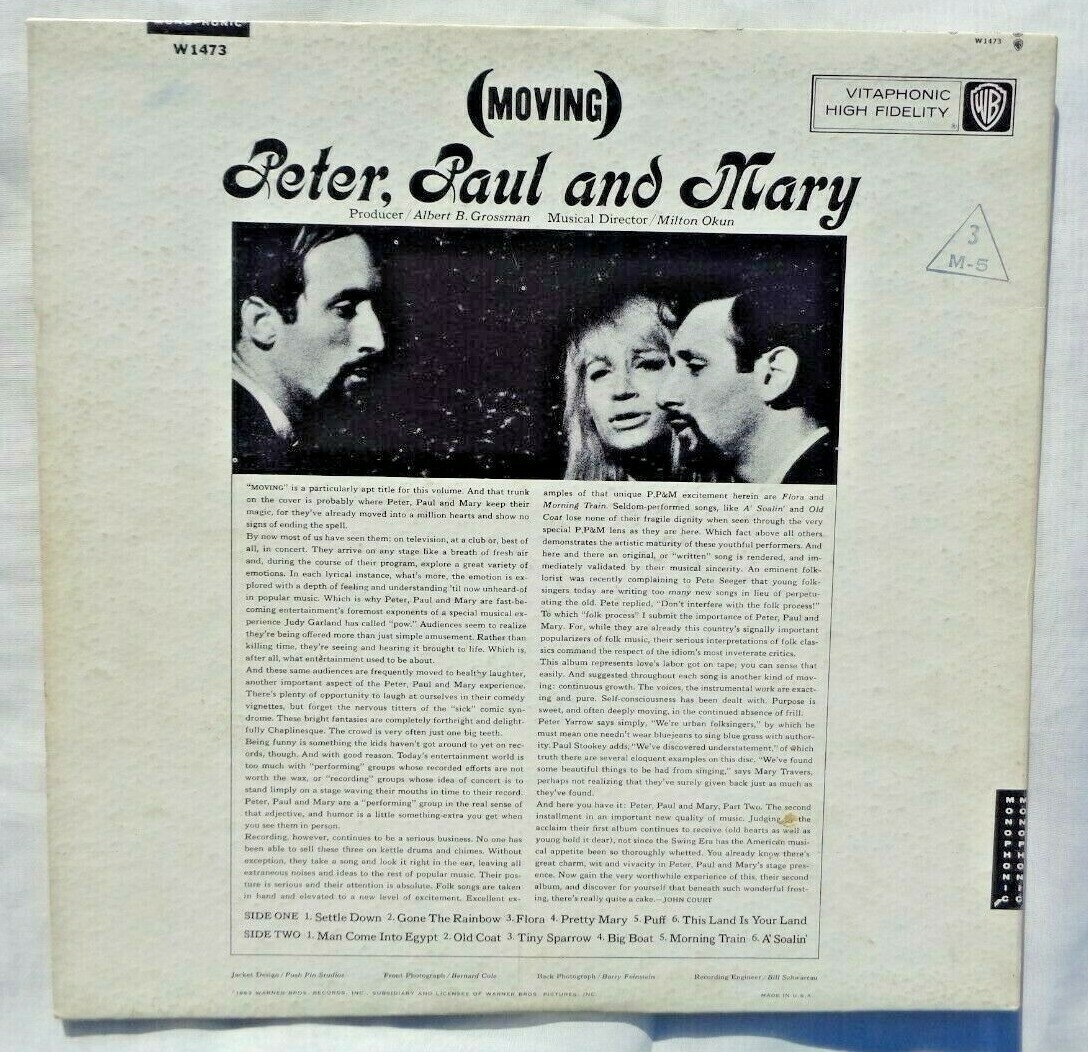 W1473
W1473
(MOVING)
VITAPHONIC
HIGH FIDELITY
WB
Peter, Paul and Mary
Producer / Albert B. Grossman Musical Director / Milton Okun
3
M-5
"MOVING" is a particularly apt title for this volume. And that trunk
on the cover is probably where Peter, Paul and Mary keep their
magic, for they've already moved into a million hearts and show no
signs of ending the spell.
By now most of us have seen them; on television, at a club or, best of
all, in concert. They arrive on any stage like a breath of fresh air
and, during the course of their program, explore a great variety of
emotions. In each lyrical instance, what's more, the emotion is ex-
plored with a depth of feeling and understanding 'til now unheard-of
in popular music. Which is why Peter, Paul and Mary are fast-be-
coming entertainment's foremost exponents of a special musical ex-
perience Judy Garland has called "pow." Audiences seem to realize
they're being offered more than just simple amusement. Rather than
killing time, they're seeing and hearing it brought to life. Which is,
after all, what entertainment used to be about.
And these same audiences are frequently moved to healthy laughter,
another important aspect of the Peter, Paul and Mary experience.
There's plenty of opportunity to laugh at ourselves in their comedy
vignettes, but forget the nervous titters of the "sick" comic syn-
drome. These bright fantasies are completely forthright and delight-
fully Chaplinesque. The crowd is very often just one big teeth.
Being funny is something the kids haven't got around to yet on rec-
ords, though. And with good reason. Today's entertainment world is
too much with "performing" groups whose recorded efforts are not
worth the wax, or "recording" groups whose idea of concert is to
stand limply on a stage waving their mouths in time to their record.
Peter, Paul and Mary are a "performing" group in the real sense of
that adjective, and humor is a little something-extra you get when
you see them in person.
Recording, however, continues to be a serious business. No one has
been able to sell these three on kettle drums and chimes. Without
exception, they take a song and look it right in the ear, leaving all
extraneous noises and ideas to the rest of popular music. Their pos-
ture is serious and their attention is absolute. Folk songs are taken
in hand and elevated to a new level of excitement. Excellent ex-
amples of that unique P,P&M excitement herein are Flora and
Morning Train. Seldom-performed songs, like A' Soalin' and Old
Coat lose none of their fragile dignity when seen through the very
special P,P&M lens as they are here. Which fact above all others
demonstrates the artistic maturity of these youthful performers. And
here and there an original, or "written" song is rendered, and im-
mediately validated by their musical sincerity. An eminent folk-
lorist was recently complaining to Pete Seeger that young folk-
singers today are writing too many new songs in lieu of perpetu-
ating the old. Pete replied, "Don't interfere with the folk process!"
To which "folk process" I submit the importance of Peter, Paul and
Mary. For, while they are already this country's signally important
popularizers of folk music, their serious interpretations of folk clas-
sics command the respect of the idiom's most inveterate critics.
This album represents love's labor got on tape; you can sense that
easily. And suggested throughout each song is another kind of mov-
ing: continuous growth. The voices, the instrumental work are exact-
ing and pure. Self-consciousness has been dealt with. Purpose is
sweet, and often deeply moving, in the continued absence of frill.
Peter Yarrow says simply, "We're urban folksingers," by which he
must mean one needn't wear bluejeans to sing blue grass with author-
ity. Paul Stookey adds, "We've discovered understatement," of which
truth there are several eloquent examples on this disc. "We've found
some beautiful things to be had from singing," says Mary Travers,
perhaps not realizing that they've surely given back just as much as
they've found.
And here you have it: Peter, Paul and Mary, Part Two. The second
installment in an important new quality of music. Judging the
acclaim their first album continues to receive (old hearts as well as
young hold it dear), not since the Swing Era has the American musi-
cal appetite been so thoroughly whetted. You already know there's
great charm, wit and vivacity in Peter, Paul and Mary's stage pres-
ence. Now gain the very worthwhile experience of this, their second
album, and discover for yourself that beneath such wonderful frost-
ing, there's really quite a cake.—JOHN COURT
MONOPHONIC
MONOPHONIC
SIDE ONE 1. Settle Down 2. Gone The Rainbow 3. Flora 4. Pretty Mary 5. Puff 6. This Land Is Your Land
SIDE TWO 1. Man Come Into Egypt 2. Old Coat 3. Tiny Sparrow 4. Big Boat 5. Morning Train 6. A' Soalin'
Jacket Design / Push Pin Studios Front Photograph / Bernard Cole Back Photograph / Barry Feinstein Recording Engineer / Bill Schwartau
©1963 WARNER BROS. RECORDS, INC., SUBSIDIARY AND LICENSEE OF WARNER BROS. PICTURES, INC. MADE IN U.S.A.